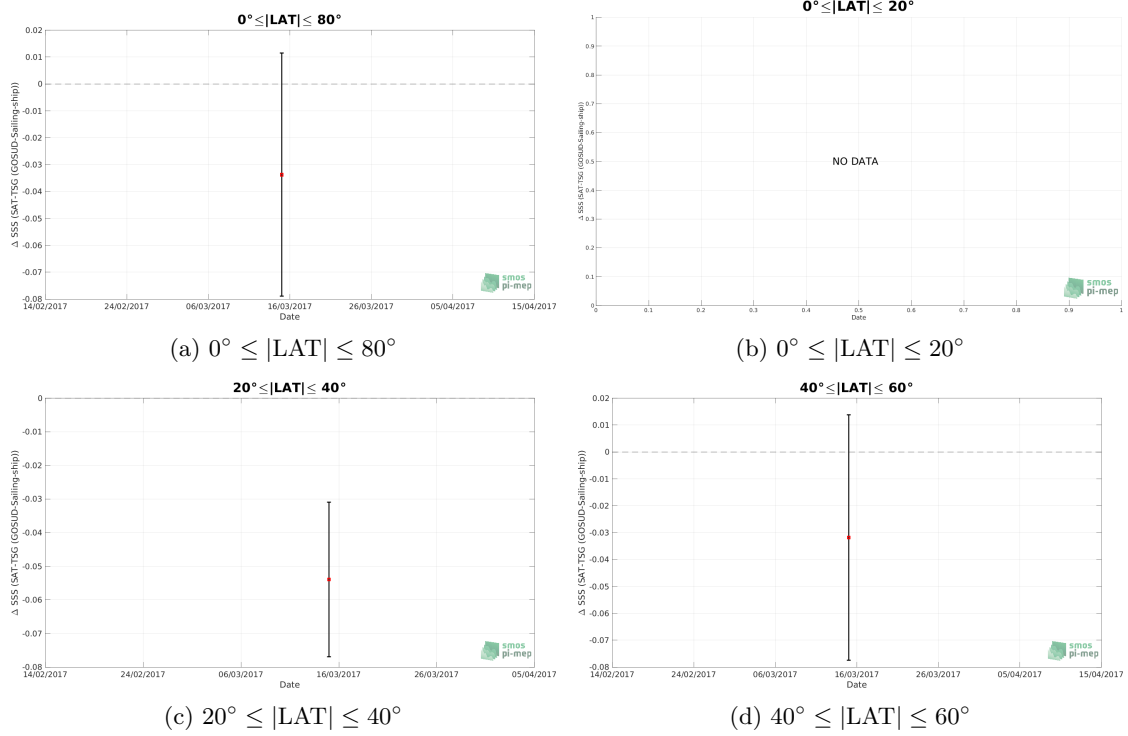 0°≤|LAT|≤ 80°
Δ SSS (SAT-TSG (GOSUD-Sailing-ship))
0.02
0.01
0
-0.01
-0.02
-0.03
-0.04
-0.05
-0.06
-0.07
-0.08
14/02/2017 24/02/2017 06/03/2017 16/03/2017 26/03/2017 05/04/2017 15/04/2017
Date
smos
pi-mep
(a) 0° ≤ |LAT| ≤ 80°
0°≤|LAT|≤ 20°
Δ SSS (SAT-TSG (GOSUD-Sailing-ship))
1
0.9
0.8
0.7
0.6
0.5
0.4
0.3
0.2
0.1
0
NO DATA
0 0.1 0.2 0.3 0.4 0.5 0.6 0.7 0.8 0.9 1
Date
smos
pi-mep
(b) 0° ≤ |LAT| ≤ 20°
20°≤|LAT|≤ 40°
Δ SSS (SAT-TSG (GOSUD-Sailing-ship))
0
-0.01
-0.02
-0.03
-0.04
-0.05
-0.06
-0.07
-0.08
14/02/2017 24/02/2017 06/03/2017 16/03/2017 26/03/2017 05/04/2017
Date
smos
pi-mep
(c) 20° ≤ |LAT| ≤ 40°
40°≤|LAT|≤ 60°
Δ SSS (SAT-TSG (GOSUD-Sailing-ship))
0.02
0.01
0
-0.01
-0.02
-0.03
-0.04
-0.05
-0.06
-0.07
-0.08
14/02/2017 24/02/2017 06/03/2017 16/03/2017 26/03/2017 05/04/2017 15/04/2017
Date
smos
pi-mep
(d) 40° ≤ |LAT| ≤ 60°